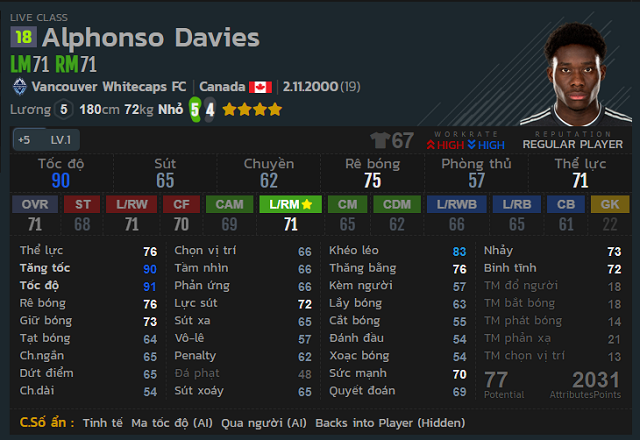 LIVE CLASS
18 Alphonso Davies
LM71 RM71
Vancouver Whitecaps FC | Canada | 2.11.2000(19)
Lương 5 180cm 72kg Nhỏ 5 4
+5 LV.1 67 WORKRATE HIGH HIGH REPUTATION REGULAR PLAYER
Tốc độ Sút Chuyền Rê bóng Phòng thủ Thể lực
90 65 62 75 57 71
OVR ST L/RW CF CAM L/RM CM CDM L/RWB L/RB CB GK
71 68 71 70 69 71 65 62 66 65 61 22
Thể lực 76 Chọn vị trí 66 Khéo léo 83 Nhảy 73
Tăng tốc 90 Tầm nhìn 66 Thăng bằng 76 Bình tĩnh 72
Tốc độ 91 Phản ứng 66 Kèm người 57 TM đổ người 18
Rê bóng 76 Lực sút 72 Lấy bóng 63 TM bắt bóng 18
Giữ bóng 73 Sút xa 65 Cắt bóng 55 TM phát bóng 14
Tạt bóng 64 Vô-lê 57 Đánh đầu 54 TM phản xạ 21
Ch.ngắn 65 Penalty 62 Xoạc bóng 54 TM chọn vị trí 13
Dứt điểm 65 Đá phạt 48 Sức mạnh 70 77 2031
Ch.dài 54 Sút xoáy 65 Quyết đoán 69 Potential AttributesPoints
C.Số ẩn : Tinh tế Ma tốc độ (AI) Qua người (AI) Backs into Player (Hidden)